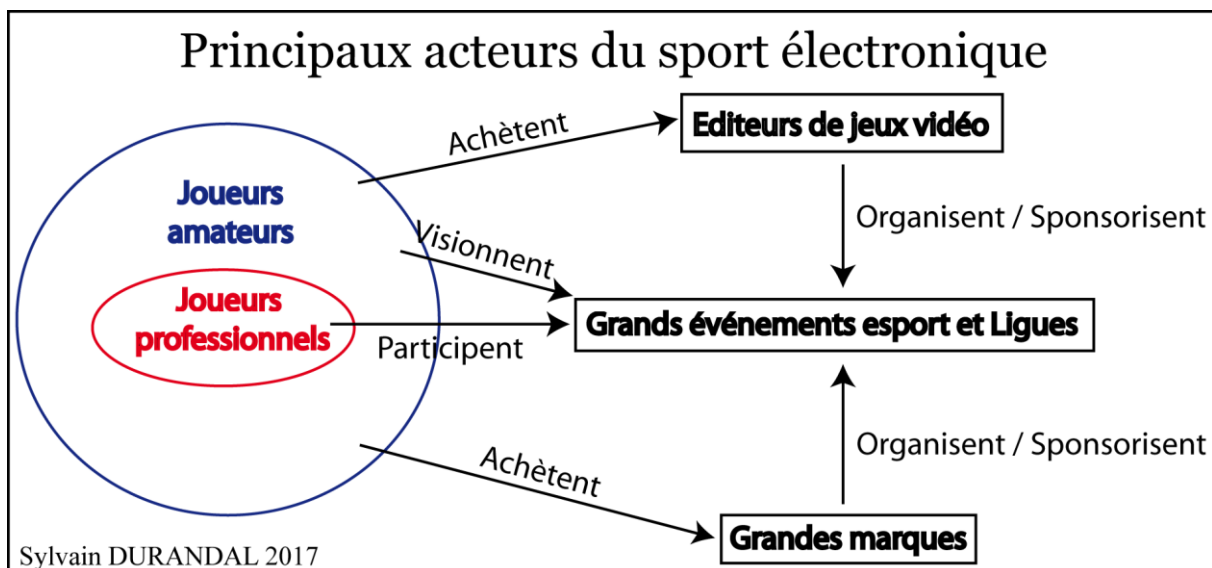 Principaux acteurs du sport électronique
Achètent
Editeurs de jeux vidéo
Joueurs
amateurs
Visionnent
Organisent / Sponsorisent
Joueurs
professionnels
Participent
Grands événements esport et Ligues
Achètent
Organisent / Sponsorisent
Grandes marques
Sylvain DURANDAL 2017